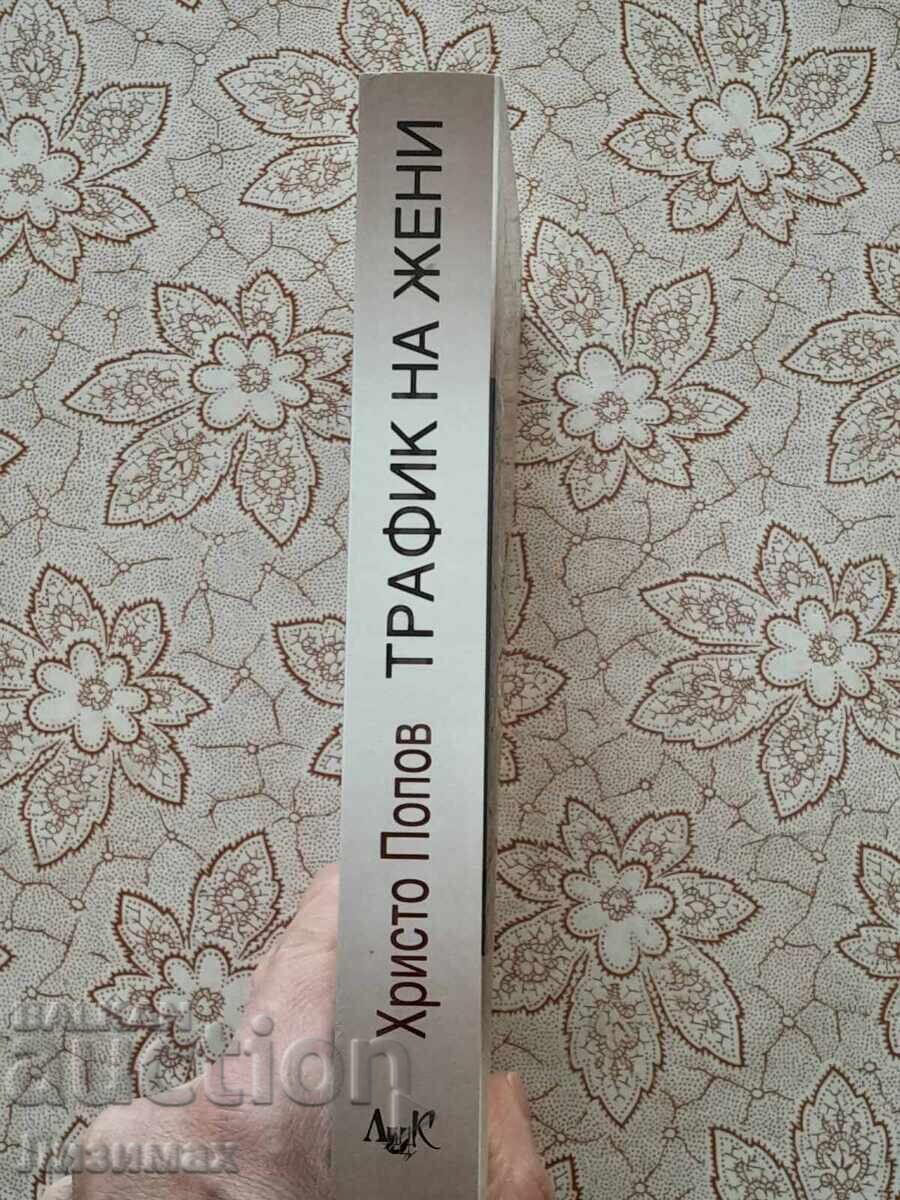 Христо Попов ТРАФИК НА ЖЕНИ
ЛИК
BALKAN
auction
Лизимах